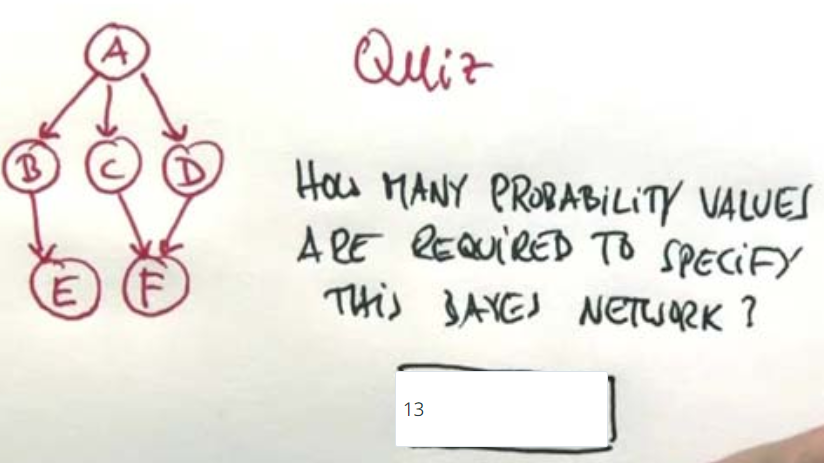 A
Quiz
B C D
HOW MANY PROBABILITY VALUES
ARE REQUIRED TO SPECIFY
E F
THIS BAYES NETWORK?
13